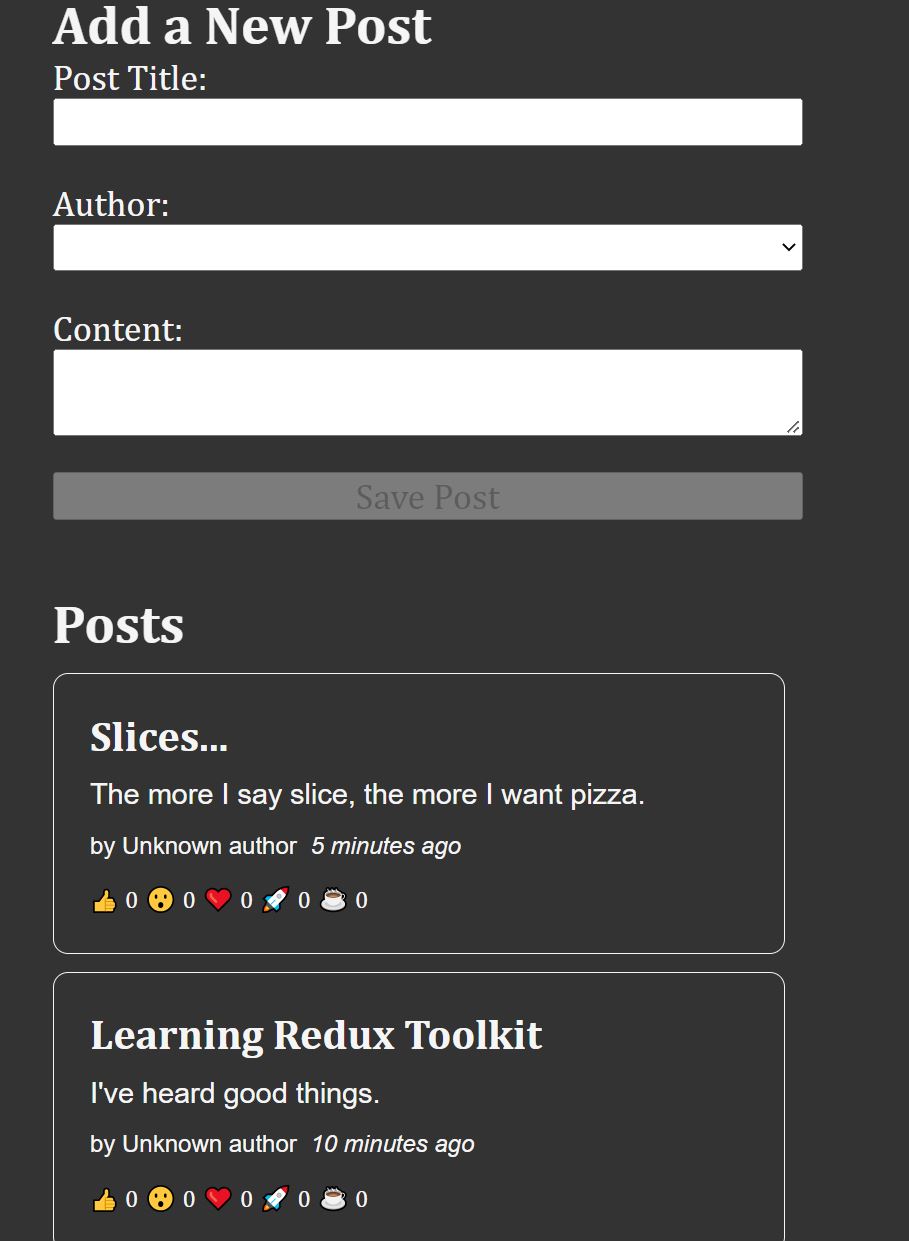 Add a New Post
Post Title:
Author:
Content:
Save Post
Posts
Slices...
The more I say slice, the more I want pizza.
by Unknown author 5 minutes ago
👍 0 😮 0 ❤️ 0 🚀 0 ☕ 0
Learning Redux Toolkit
I've heard good things.
by Unknown author 10 minutes ago
👍 0 😮 0 ❤️ 0 🚀 0 ☕ 0